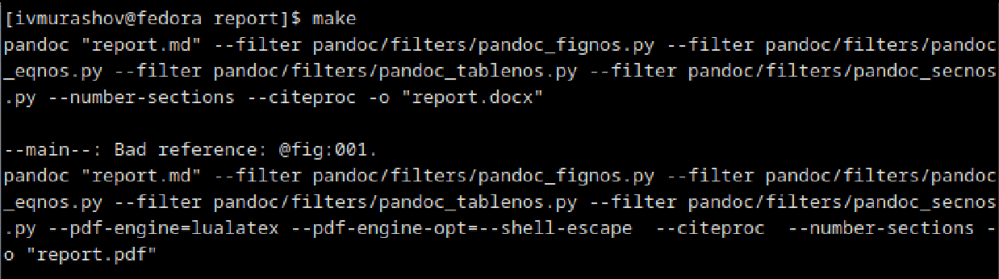 [ivmurashov@fedora report]$ make
pandoc "report.md" --filter pandoc/filters/pandoc_fignos.py --filter pandoc/filters/pandoc
_eqnos.py --filter pandoc/filters/pandoc_tablenos.py --filter pandoc/filters/pandoc_secnos
.py --number-sections --citeproc -o "report.docx"
--main--: Bad reference: @fig:001.
pandoc "report.md" --filter pandoc/filters/pandoc_fignos.py --filter pandoc/filters/pandoc
_eqnos.py --filter pandoc/filters/pandoc_tablenos.py --filter pandoc/filters/pandoc_secnos
.py --pdf-engine=lualatex --pdf-engine-opt=--shell-escape  --citeproc  --number-sections -
o "report.pdf"